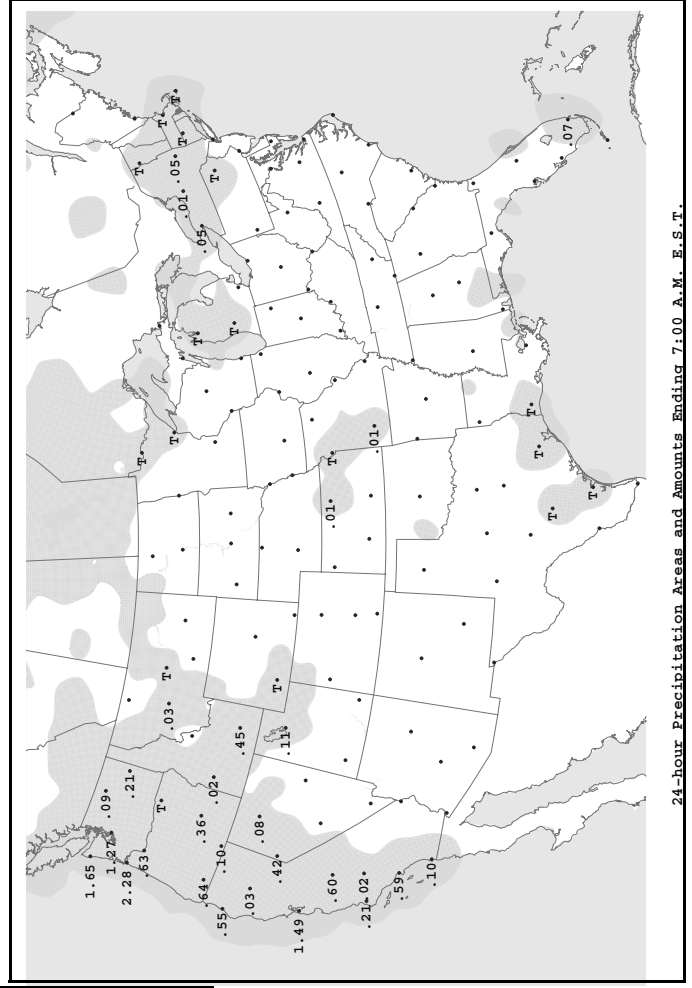 1.65
.09
1.27
2.28
.21
T
T
.63
T
T
T
.03
T
T
.05
T
.01
T
.36
.05
.64
.02
T
.10
.55
T
.45
.03
.08
.42
T
.11
1.49
.01
T
.60
.02
.21
.01
.59
.10
T
T
T
.07
T
24-hour Precipitation Areas and Amounts Ending 7:00 A.M. E.S.T.